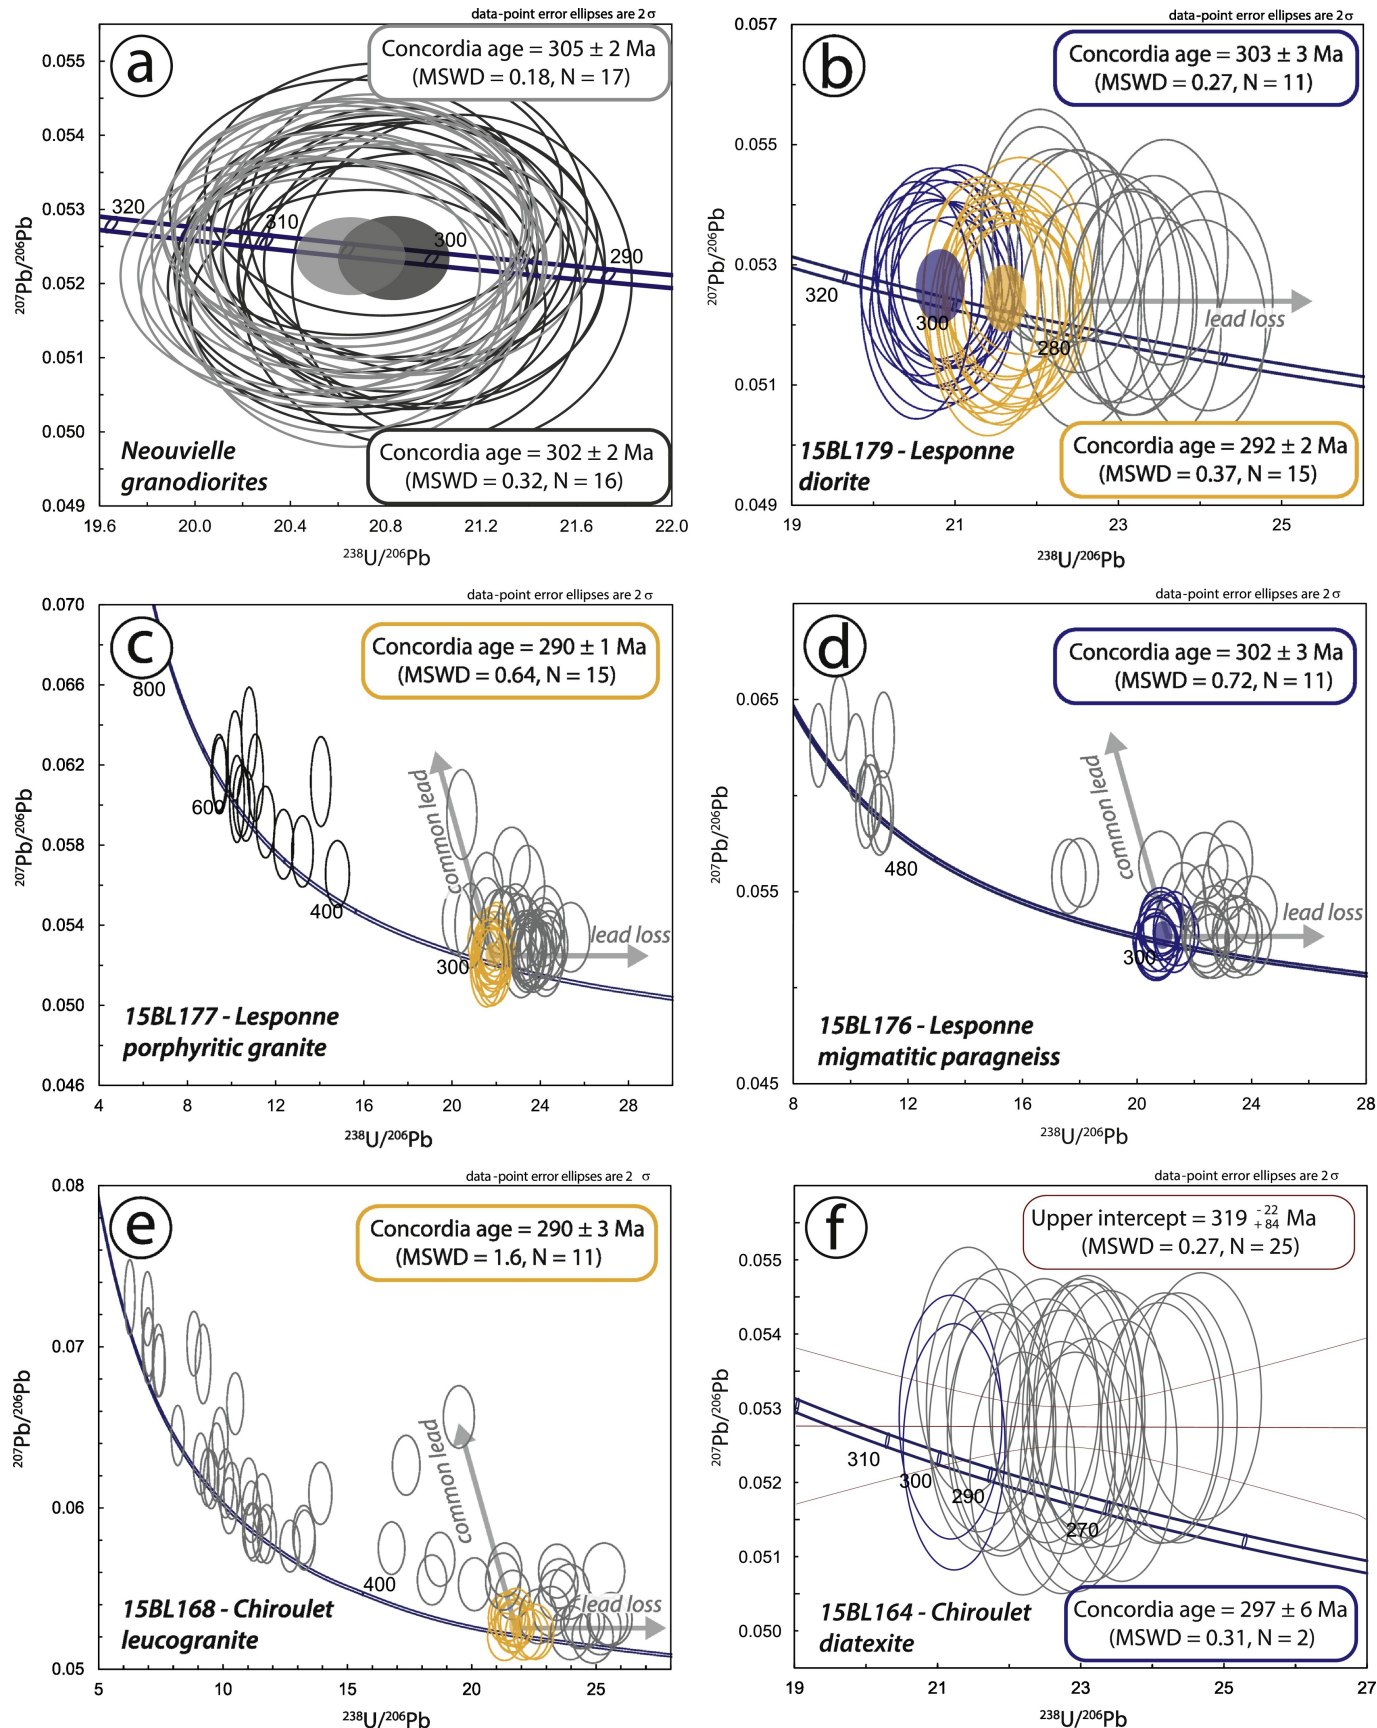 data-point error ellipses are 2 σ
a
Concordia age = 305 ± 2 Ma
(MSWD = 0.18, N = 17)
0.055
0.054
0.053
0.052
0.051
0.050
0.049
207Pb/206Pb
320
310
300
290
Neouvielle
granodiorites
Concordia age = 302 ± 2 Ma
(MSWD = 0.32, N = 16)
19.6 20.0 20.4 20.8 21.2 21.6 22.0
238U/206Pb
data-point error ellipses are 2 σ
b
Concordia age = 303 ± 3 Ma
(MSWD = 0.27, N = 11)
0.057
0.055
0.053
0.051
0.049
207Pb/206Pb
320
300
280
lead loss
15BL179 - Lesponne
diorite
Concordia age = 292 ± 2 Ma
(MSWD = 0.37, N = 15)
19 21 23 25
238U/206Pb
data-point error ellipses are 2 σ
c
Concordia age = 290 ± 1 Ma
(MSWD = 0.64, N = 15)
0.070
0.066
0.062
0.058
0.054
0.050
0.046
207Pb/206Pb
800
600
400
300
common lead
lead loss
15BL177 - Lesponne
porphyritic granite
4 8 12 16 20 24 28
238U/206Pb
data-point error ellipses are 2 σ
d
Concordia age = 302 ± 3 Ma
(MSWD = 0.72, N = 11)
0.065
0.055
0.045
207Pb/206Pb
480
300
common lead
lead loss
15BL176 - Lesponne
migmatitic paragneiss
8 12 16 20 24 28
238U/206Pb
data-point error ellipses are 2 σ
e
Concordia age = 290 ± 3 Ma
(MSWD = 1.6, N = 11)
0.08
0.07
0.06
0.05
207Pb/206Pb
400
common lead
lead loss
15BL168 - Chiroulet
leucogranite
5 10 15 20 25
238U/206Pb
data-point error ellipses are 2 σ
f
Upper intercept = 319 -22 +84 Ma
(MSWD = 0.27, N = 25)
0.055
0.054
0.053
0.052
0.051
0.050
207Pb/206Pb
310
300
290
270
15BL164 - Chiroulet
diatexite
Concordia age = 297 ± 6 Ma
(MSWD = 0.31, N = 2)
19 21 23 25 27
238U/206Pb